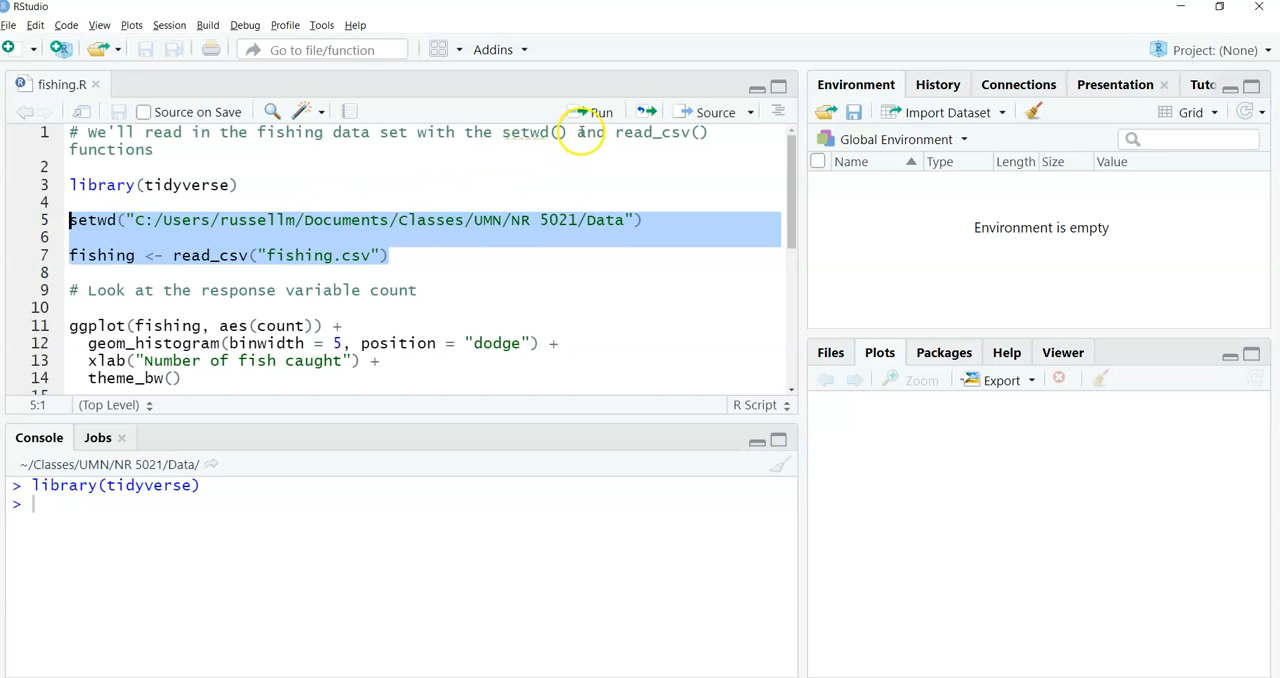 RStudio
File Edit Code View Plots Session Build Debug Profile Tools Help
Go to file/function Addins Project: (None)
fishing.R
Source on Save Run Source
1 # we'll read in the fishing data set with the setwd() and read_csv()
functions
2
3 library(tidyverse)
4
5 setwd("C:/Users/russellm/Documents/Classes/UMN/NR 5021/Data")
6
7 fishing <- read_csv("fishing.csv")
8
9 # Look at the response variable count
10
11 ggplot(fishing, aes(count)) +
12 geom_histogram(binwidth = 5, position = "dodge") +
13 xlab("Number of fish caught") +
14 theme_bw()
15
5:1 (Top Level) R Script
Console Jobs
~/Classes/UMN/NR 5021/Data/
> library(tidyverse)
>
Environment History Connections Presentation Tuto
Import Dataset Grid
Global Environment
Name Type Length Size Value
Environment is empty
Files Plots Packages Help Viewer
Zoom Export